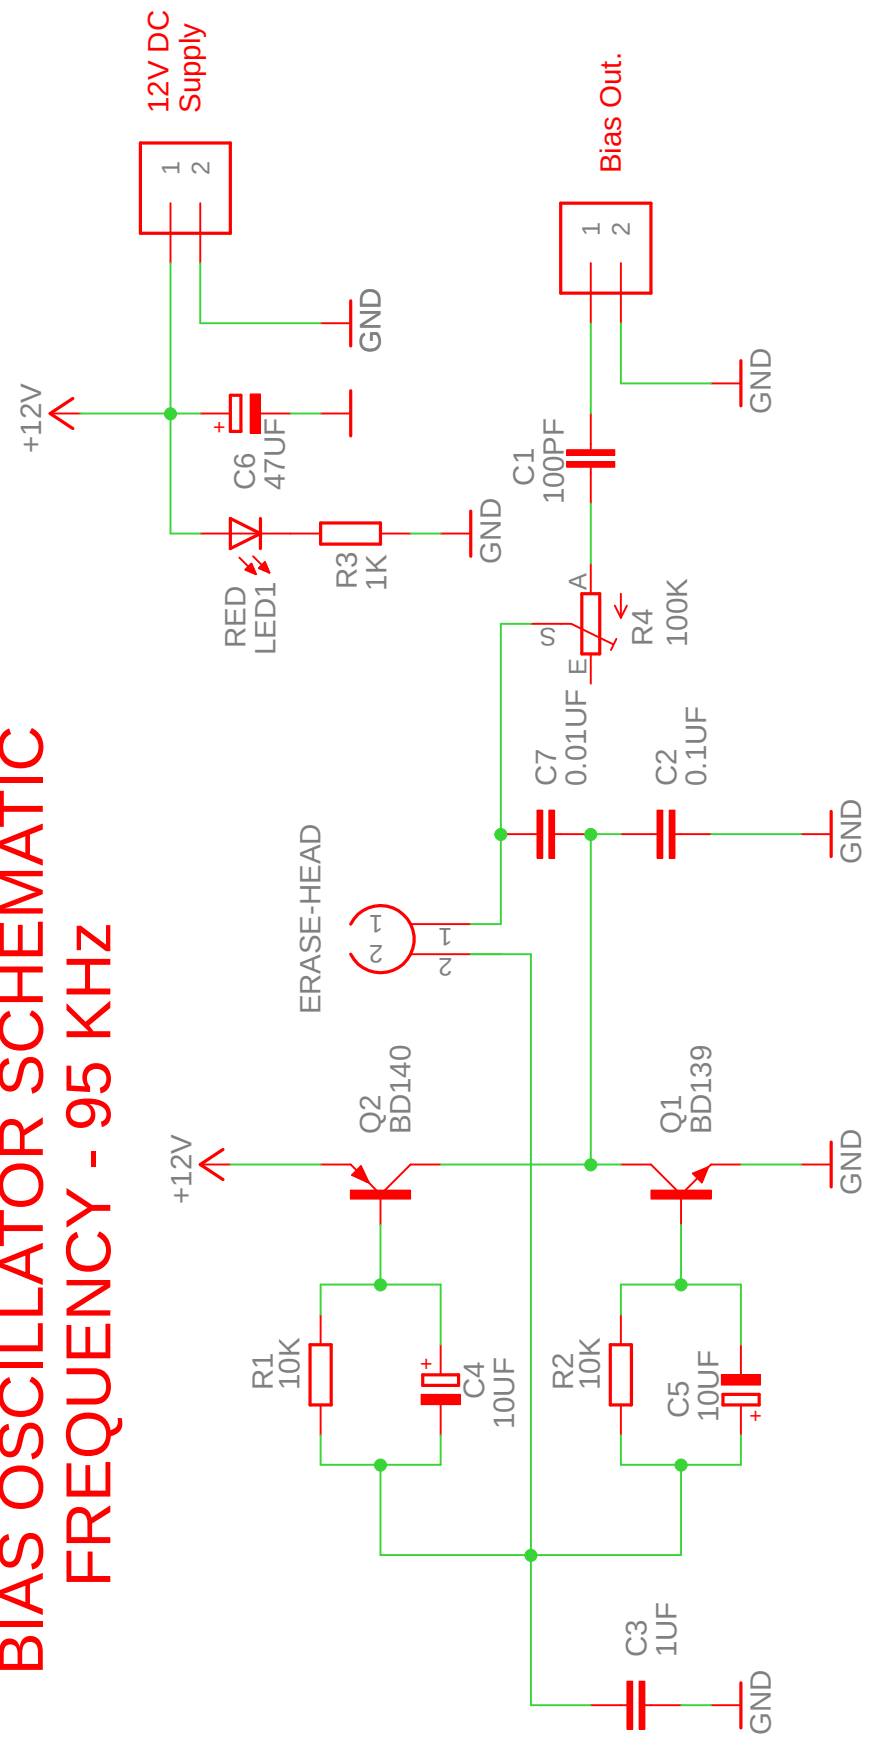 BIAS OSCILLATOR SCHEMATIC
FREQUENCY - 95 KHz
+12V
12V DC
Supply
1
2
GND
+
C6
47UF
RED
LED1
R3
1K
GND
Bias Out.
1
2
GND
C1
100PF
A
S
E
R4
100K
C7
0.01UF
C2
0.1UF
GND
ERASE-HEAD
1
2
1
2
+12V
Q2
BD140
Q1
BD139
GND
R1
10K
+
C4
10UF
R2
10K
C5
10UF
+
C3
1UF
GND